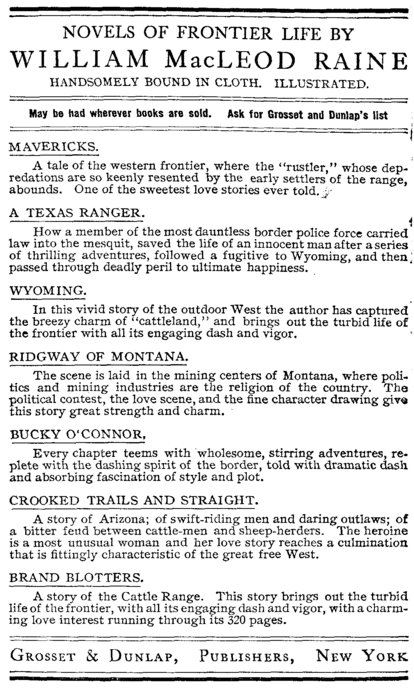 NOVELS OF FRONTIER LIFE BY
WILLIAM MacLEOD RAINE
HANDSOMELY BOUND IN CLOTH. ILLUSTRATED.
May be had wherever books are sold. Ask for Grosset and Dunlap's list
MAVERICKS.
A tale of the western frontier, where the "rustler," whose dep-
redations are so keenly resented by the early settlers of the range,
abounds. One of the sweetest love stories ever told.
A TEXAS RANGER.
How a member of the most dauntless border police force carried
law into the mesquit, saved the life of an innocent man after a series
of thrilling adventures, followed a fugitive to Wyoming, and then
passed through deadly peril to ultimate happiness.
WYOMING.
In this vivid story of the outdoor West the author has captured
the breezy charm of "cattleland," and brings out the turbid life of
the frontier with all its engaging dash and vigor.
RIDGWAY OF MONTANA.
The scene is laid in the mining centers of Montana, where poli-
tics and mining industries are the religion of the country. The
political contest, the love scene, and the fine character drawing give
this story great strength and charm.
BUCKY O'CONNOR.
Every chapter teems with wholesome, stirring adventures, re-
plete with the dashing spirit of the border, told with dramatic dash
and absorbing fascination of style and plot.
CROOKED TRAILS AND STRAIGHT.
A story of Arizona; of swift-riding men and daring outlaws; of
a bitter feud between cattle-men and sheep-herders. The heroine
is a most unusual woman and her love story reaches a culmination
that is fittingly characteristic of the great free West.
BRAND BLOTTERS.
A story of the Cattle Range. This story brings out the turbid
life of the frontier, with all its engaging dash and vigor, with a charm-
ing love interest running through its 320 pages.
GROSSET & DUNLAP, PUBLISHERS, NEW YORK